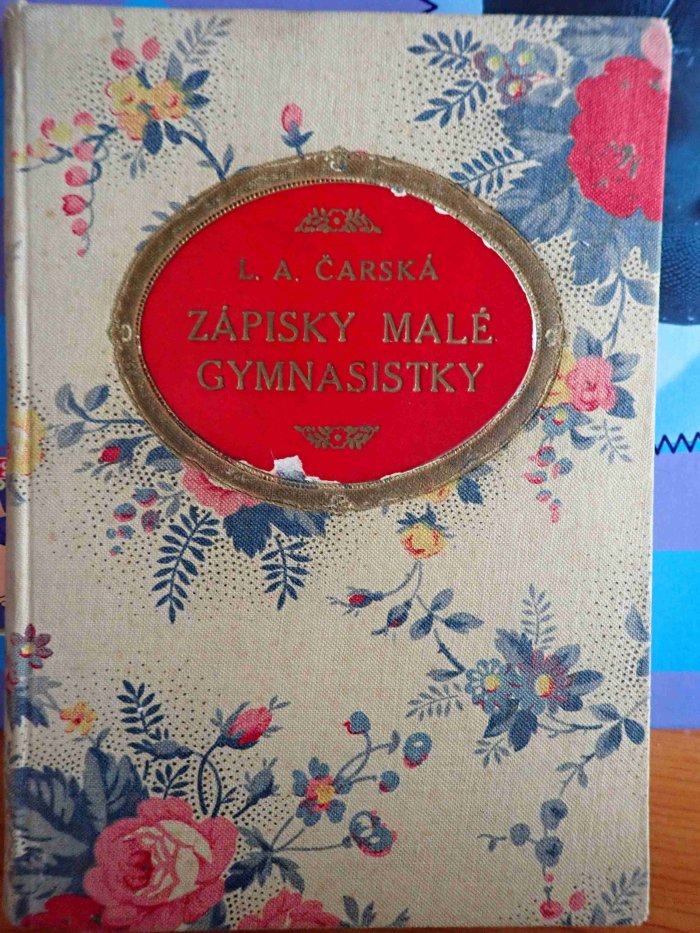 L. A. ČARSKÁ
ZÁPISKY MALÉ
GYMNASISTKY